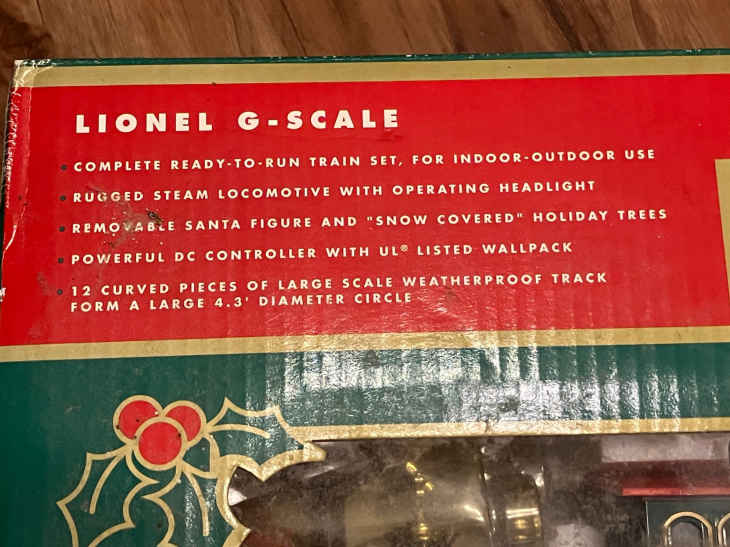 LIONEL G-SCALE
• COMPLETE READY-TO-RUN TRAIN SET, FOR INDOOR-OUTDOOR USE
• RUGGED STEAM LOCOMOTIVE WITH OPERATING HEADLIGHT
• REMOVABLE SANTA FIGURE AND "SNOW COVERED" HOLIDAY TREES
• POWERFUL DC CONTROLLER WITH UL® LISTED WALLPACK
• 12 CURVED PIECES OF LARGE SCALE WEATHERPROOF TRACK
FORM A LARGE 4.3' DIAMETER CIRCLE